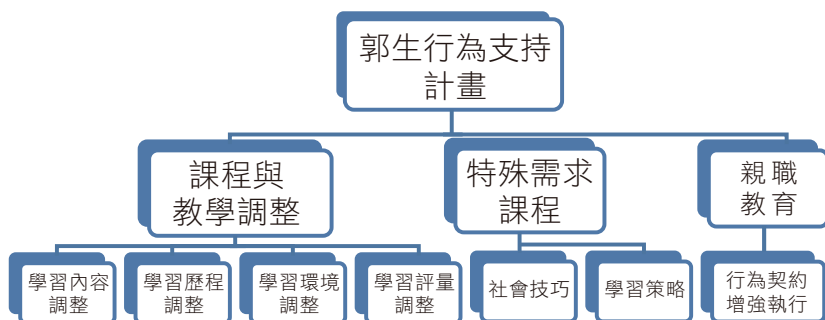 郭生行為支持
計畫
課程與
教學調整
特殊需求
課程
親職
教育
學習內容
調整
學習歷程
調整
學習環境
調整
學習評量
調整
社會技巧
學習策略
行為契約
增強執行